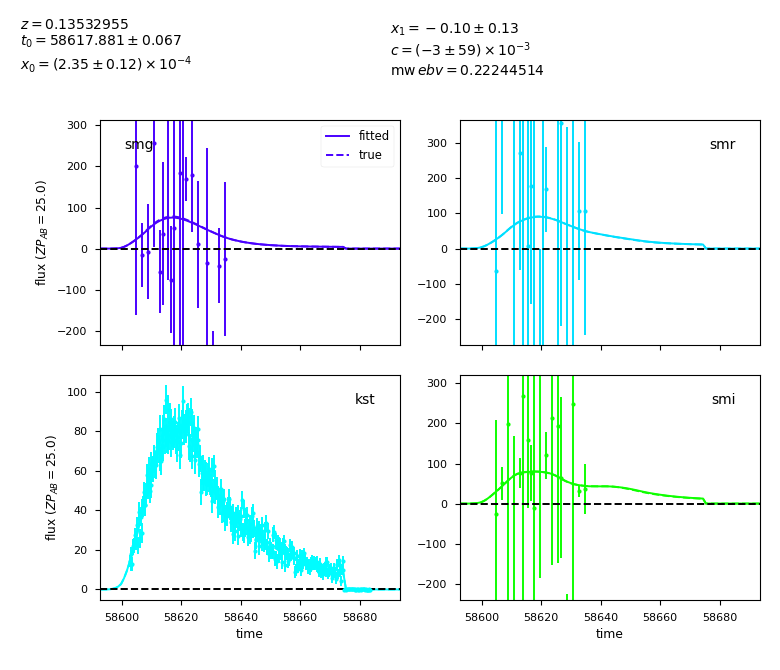 z = 0.13532955
t₀ = 58617.881 ± 0.067
x₀ = (2.35 ± 0.12) × 10⁻⁴
x₁ = −0.10 ± 0.13
c = (−3 ± 59) × 10⁻³
mw ebv = 0.22244514
smg
fitted
true
300
200
100
0
−100
−200
flux (ZP_AB = 25.0)
smr
300
200
100
0
−100
−200
kst
100
80
60
40
20
0
flux (ZP_AB = 25.0)
58600 58620 58640 58660 58680
time
smi
300
200
100
0
−100
−200
58600 58620 58640 58660 58680
time